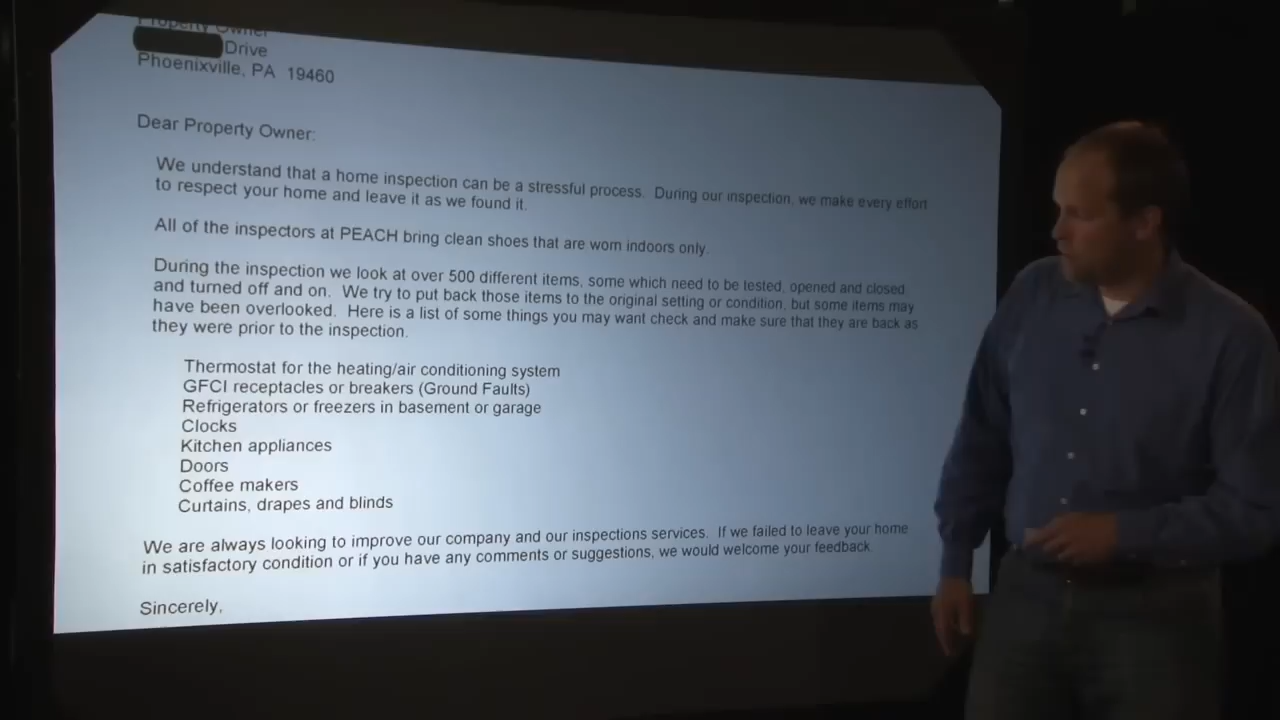 Property Owner
Drive
Phoenixville, PA 19460
Dear Property Owner:
We understand that a home inspection can be a stressful process. During our inspection, we make every effort
to respect your home and leave it as we found it.
All of the inspectors at PEACH bring clean shoes that are worn indoors only.
During the inspection we look at over 500 different items, some which need to be tested, opened and closed
and turned off and on. We try to put back those items to the original setting or condition, but some items may
have been overlooked. Here is a list of some things you may want check and make sure that they are back as
they were prior to the inspection.
Thermostat for the heating/air conditioning system
GFCI receptacles or breakers (Ground Faults)
Refrigerators or freezers in basement or garage
Clocks
Kitchen appliances
Doors
Coffee makers
Curtains, drapes and blinds
We are always looking to improve our company and our inspections services. If we failed to leave your home
in satisfactory condition or if you have any comments or suggestions, we would welcome your feedback.
Sincerely,